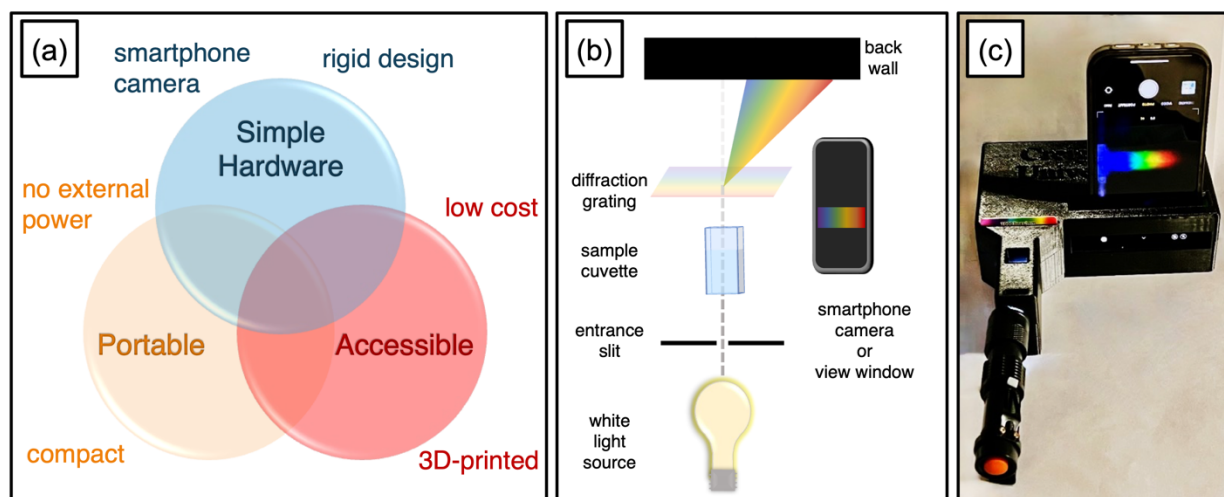 (a)
smartphone
camera
rigid design
Simple
Hardware
no external
power
low cost
Portable
Accessible
compact
3D-printed
(b)
back
wall
diffraction
grating
sample
cuvette
entrance
slit
smartphone
camera
or
view window
white
light
source
(c)